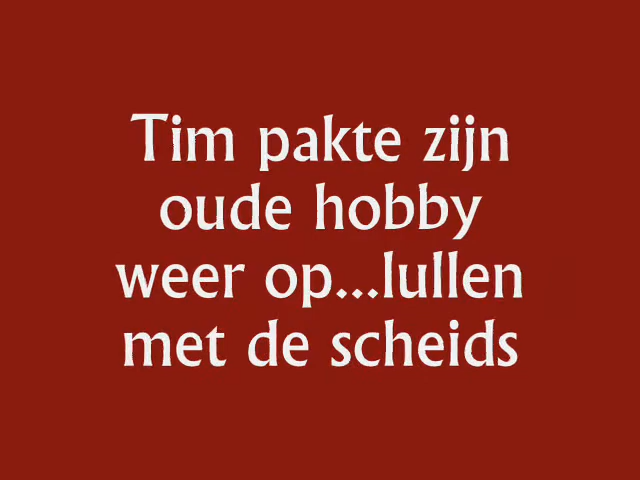 Tim pakte zijn
oude hobby
weer op...lullen
met de scheids